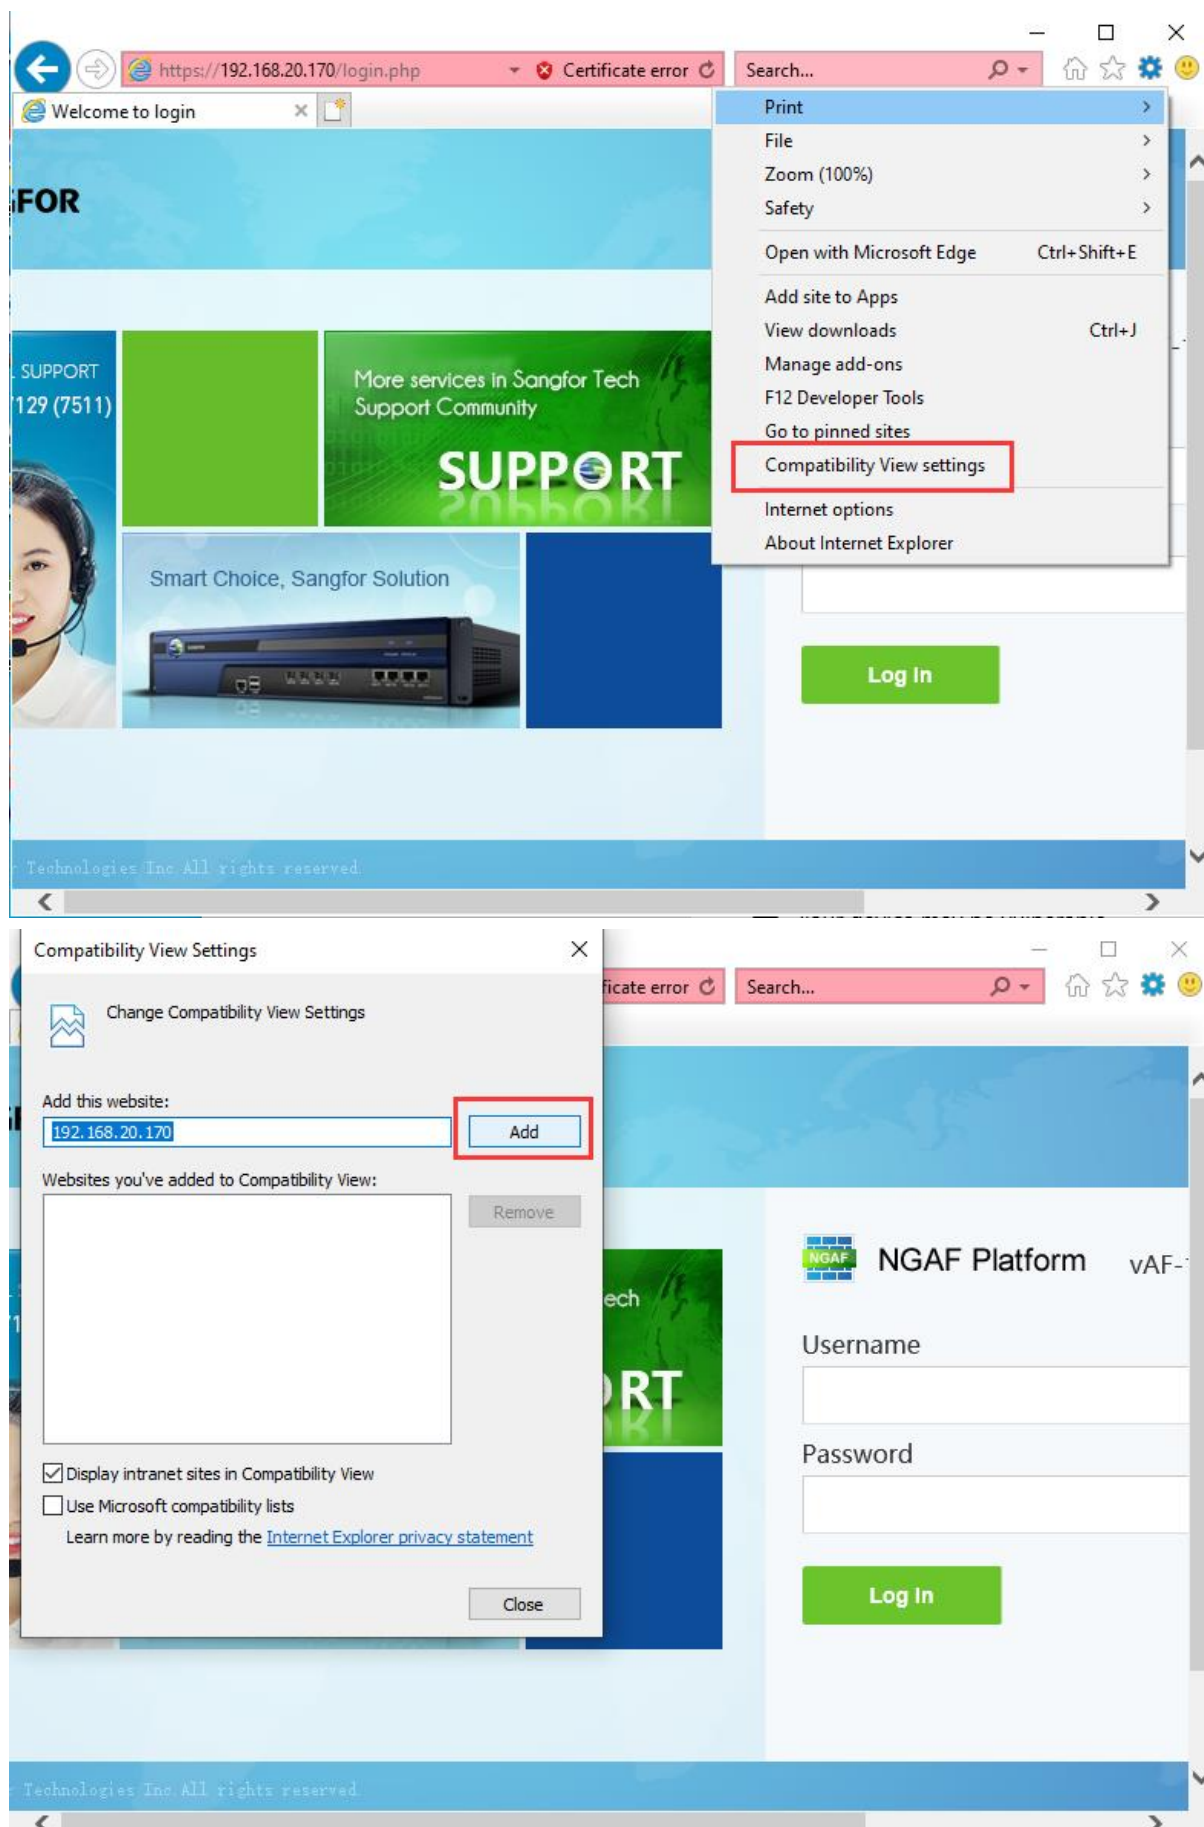 https://192.168.20.170/login.php
Certificate error
Search...
Welcome to login
Print
File
Zoom (100%)
Safety
Open with Microsoft Edge Ctrl+Shift+E
Add site to Apps
View downloads Ctrl+J
Manage add-ons
F12 Developer Tools
Go to pinned sites
Compatibility View settings
Internet options
About Internet Explorer
FOR
SUPPORT
129 (7511)
More services in Sangfor Tech
Support Community
SUPPORT
Smart Choice, Sangfor Solution
Log In
Technologies Inc All rights reserved
Compatibility View Settings
Change Compatibility View Settings
Add this website:
192.168.20.170
Add
Websites you've added to Compatibility View:
Remove
Display intranet sites in Compatibility View
Use Microsoft compatibility lists
Learn more by reading the Internet Explorer privacy statement
Close
ficate error
Search...
ech
RT
NGAF
NGAF Platform vAF-
Username
Password
Log In
Technologies Inc All rights reserved